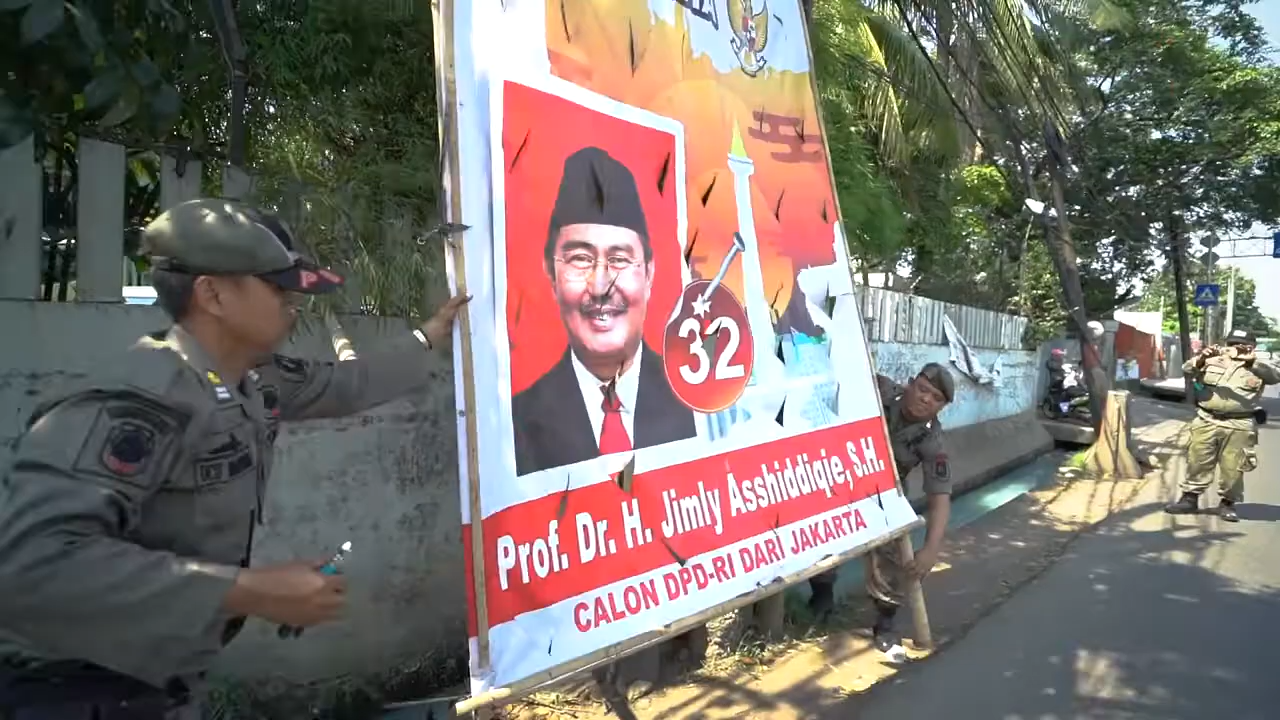 32
Prof. Dr. H. Jimly Asshiddiqie, S.H.
CALON DPD-RI DARI JAKARTA